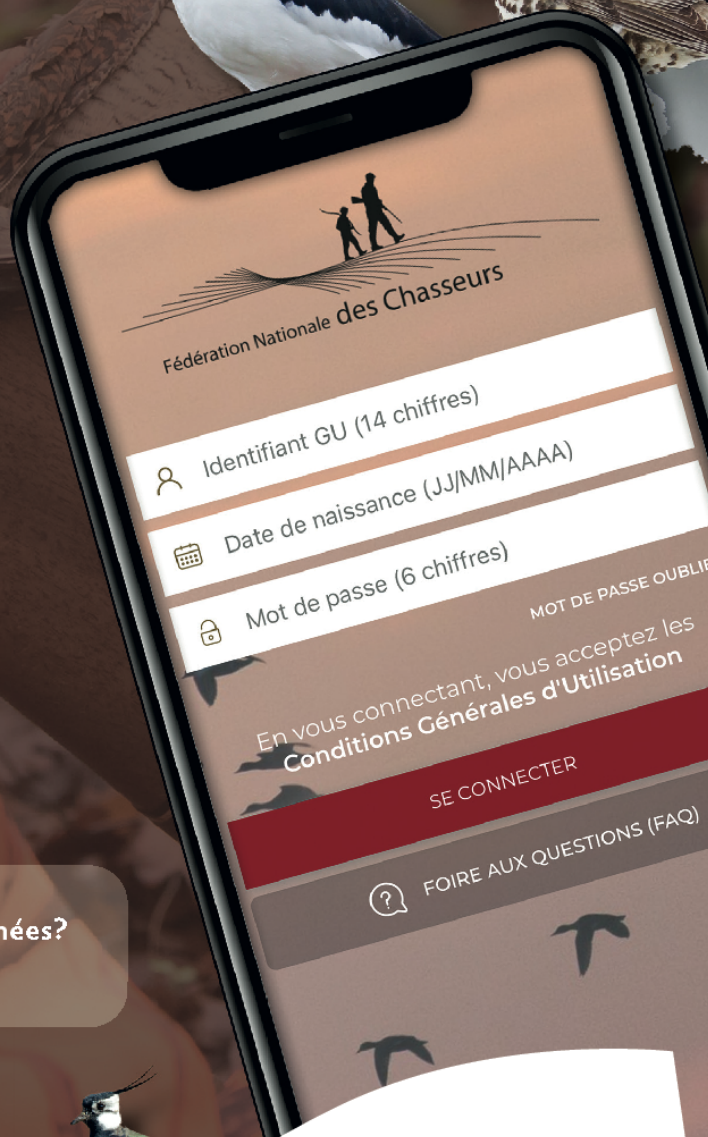 Fédération Nationale des Chasseurs
Identifiant GU (14 chiffres)
Date de naissance (JJ/MM/AAAA)
Mot de passe (6 chiffres)
MOT DE PASSE OUBLIE
En vous connectant, vous acceptez les
Conditions Générales d'Utilisation
SE CONNECTER
FOIRE AUX QUESTIONS (FAQ)
nées?